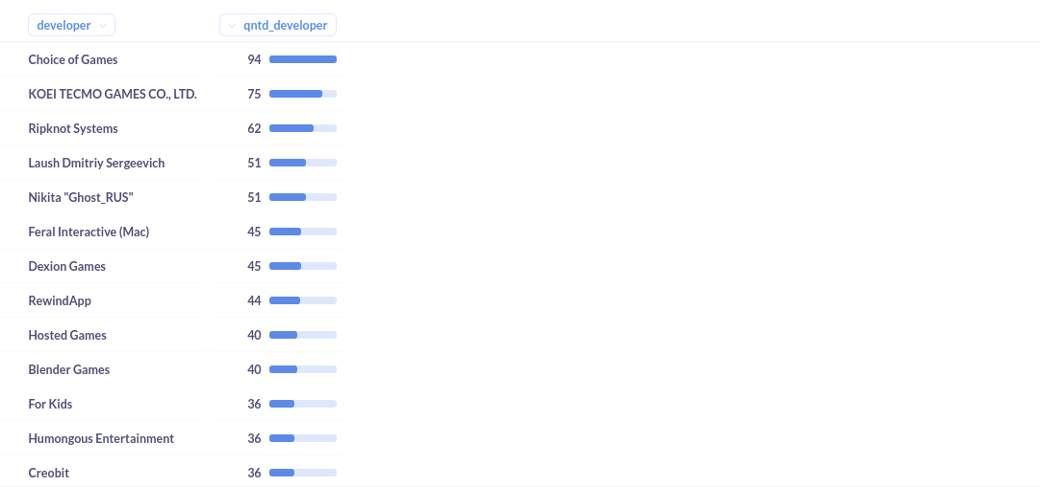 developer qntd_developer
Choice of Games 94
KOEI TECMO GAMES CO., LTD. 75
Ripknot Systems 62
Laush Dmitriy Sergeevich 51
Nikita "Ghost_RUS" 51
Feral Interactive (Mac) 45
Dexion Games 45
RewindApp 44
Hosted Games 40
Blender Games 40
For Kids 36
Humongous Entertainment 36
Creobit 36